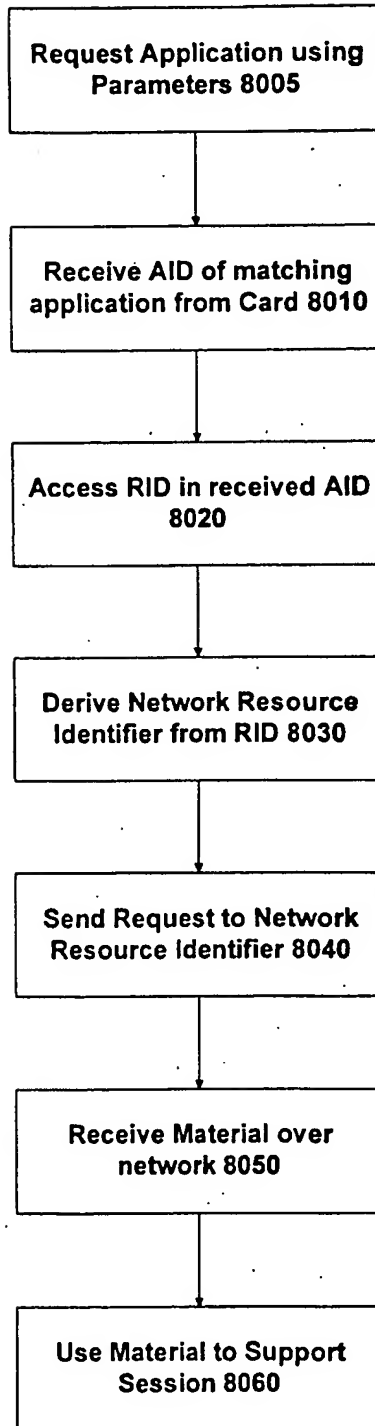 Request Application using
Parameters 8005
Receive AID of matching
application from Card 8010
Access RID in received AID
8020
Derive Network Resource
Identifier from RID 8030
Send Request to Network
Resource Identifier 8040
Receive Material over
network 8050
Use Material to Support
Session 8060